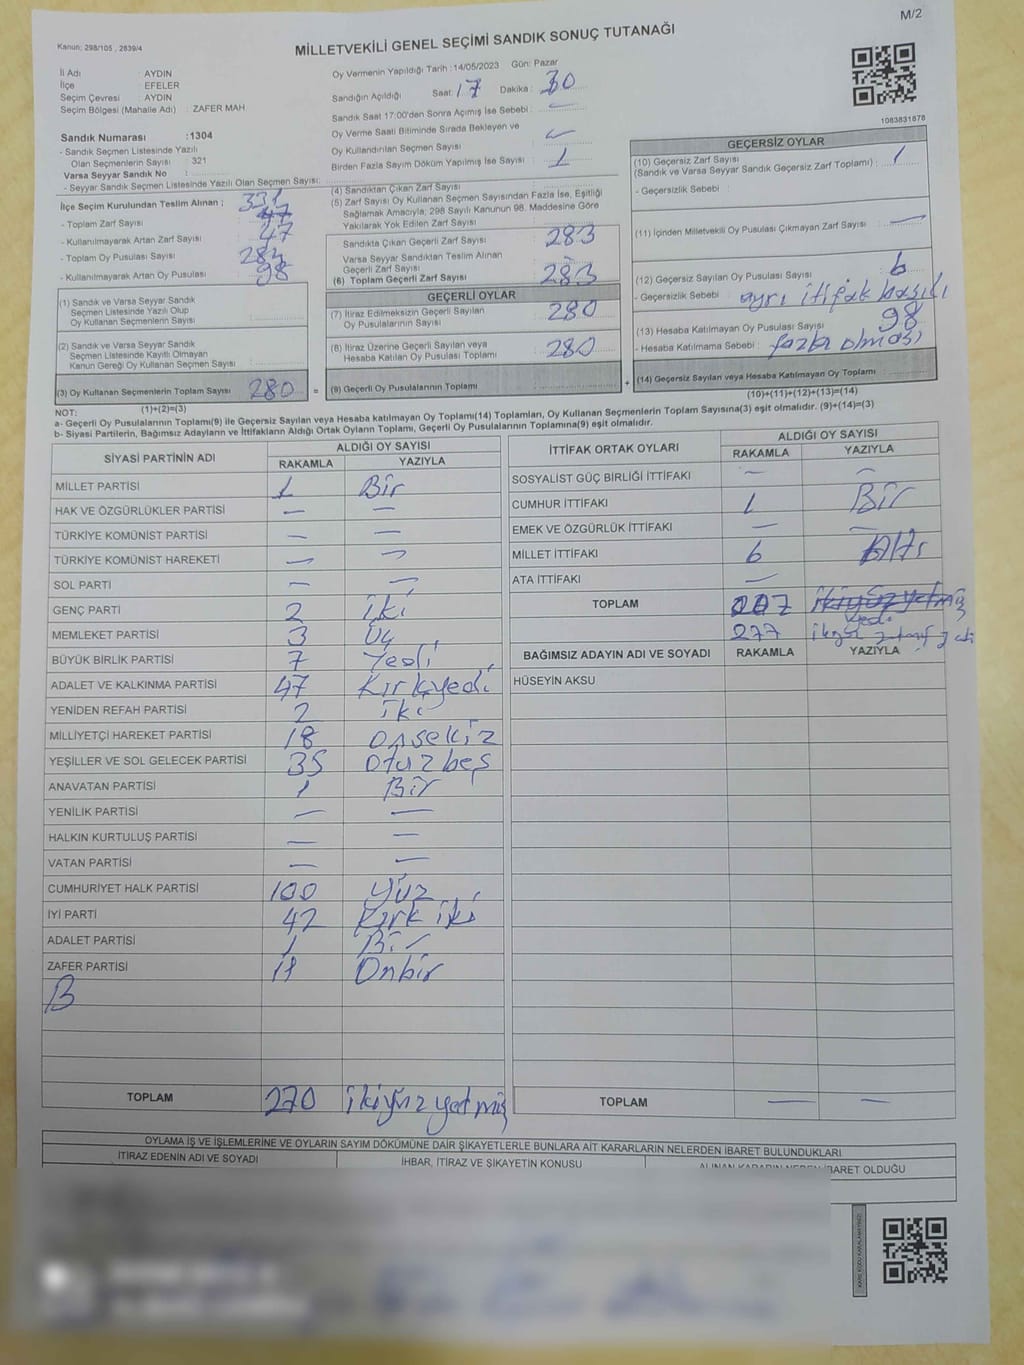 M/2
Kanun; 298/105 , 2839/4
MİLLETVEKİLİ GENEL SEÇİMİ SANDIK SONUÇ TUTANAĞI
İl Adı : AYDIN
İlçe : EFELER
Seçim Çevresi : AYDIN
Seçim Bölgesi (Mahalle Adı) : ZAFER MAH
Sandık Numarası : 1304
- Sandık Seçmen Listesinde Yazılı
Olan Seçmenlerin Sayısı : 321
Varsa Seyyar Sandık No :
- Seyyar Sandık Seçmen Listesinde Yazılı Olan Seçmen Sayısı:
Oy Vermenin Yapıldığı Tarih : 14/05/2023 Gün: Pazar
Sandığın Açıldığı Saat: 17 Dakika: 30
Sandık Saat 17:00'den Sonra Açımış İse Sebebi : —
Oy Verme Saati Bitiminde Sırada Bekleyen ve
Oy Kullandırılan Seçmen Sayısı : —
Birden Fazla Sayım Döküm Yapılmış İse Sayısı : 1
1083831878
İlçe Seçim Kurulundan Teslim Alınan ;
- Toplam Zarf Sayısı : 331
- Kullanılmayarak Artan Zarf Sayısı : 47
- Toplam Oy Pusulası Sayısı
- Kullanılmayarak Artan Oy Pusulası : 98
(4) Sandıktan Çıkan Zarf Sayısı :
(5) Zarf Sayısı Oy Kullanan Seçmen Sayısından Fazla İse, Eşitliği
Sağlamak Amacıyla; 298 Sayılı Kanunun 98. Maddesine Göre
Yakılarak Yok Edilen Zarf Sayısı :
Sandıkta Çıkan Geçerli Zarf Sayısı : 283
Varsa Seyyar Sandıktan Teslim Alınan
Geçerli Zarf Sayısı : —
(6) Toplam Geçerli Zarf Sayısı : 283
GEÇERLİ OYLAR
(7) İtiraz Edilmeksizin Geçerli Sayılan
Oy Pusulalarının Sayısı : 280
(8) İtiraz Üzerine Geçerli Sayılan veya
Hesaba Katılan Oy Pusulası Toplamı : 280
(9) Geçerli Oy Pusulalarının Toplamı :
GEÇERSİZ OYLAR
(10) Geçersiz Zarf Sayısı
(Sandık ve Varsa Seyyar Sandık Geçersiz Zarf Toplamı) : 1
- Geçersizlik Sebebi :
(11) İçinden Milletvekili Oy Pusulası Çıkmayan Zarf Sayısı : —
(12) Geçersiz Sayılan Oy Pusulası Sayısı : 6
- Geçersizlik Sebebi : ayrı itifak basılı
(13) Hesaba Katılmayan Oy Pusulası Sayısı : 98
- Hesaba Katılmama Sebebi : fazla olması
(14) Geçersiz Sayılan veya Hesaba Katılmayan Oy Toplamı :
(10)+(11)+(12)+(13)=(14)
(1) Sandık ve Varsa Seyyar Sandık
Seçmen Listesinde Yazılı Olup
Oy Kullanan Seçmenlerin Sayısı :
(2) Sandık ve Varsa Seyyar Sandık
Seçmen Listesinde Kayıtlı Olmayan
Kanun Gereği Oy Kullanan Seçmen Sayısı :
(3) Oy Kullanan Seçmenlerin Toplam Sayısı : 280 =
(1)+(2)=(3)
NOT:
a- Geçerli Oy Pusulalarının Toplamı(9) ile Geçersiz Sayılan veya Hesaba katılmayan Oy Toplamı(14) Toplamları, Oy Kullanan Seçmenlerin Toplam Sayısına(3) eşit olmalıdır. (9)+(14)=(3)
b- Siyasi Partilerin, Bağımsız Adayların ve İttifakların Aldığı Ortak Oyların Toplamı, Geçerli Oy Pusulalarının Toplamına(9) eşit olmalıdır.
SİYASİ PARTİNİN ADI ALDIĞI OY SAYISI
RAKAMLA YAZIYLA
MİLLET PARTİSİ 1 Bir
HAK VE ÖZGÜRLÜKLER PARTİSİ — —
TÜRKİYE KOMÜNİST PARTİSİ — —
TÜRKİYE KOMÜNİST HAREKETİ — —
SOL PARTİ — —
GENÇ PARTİ 2 iki
MEMLEKET PARTİSİ 3 Üç
BÜYÜK BİRLİK PARTİSİ 7 Yedi
ADALET VE KALKINMA PARTİSİ 47 Kırkyedi
YENİDEN REFAH PARTİSİ 2 iki
MİLLİYETÇİ HAREKET PARTİSİ 18 Onsekiz
YEŞİLLER VE SOL GELECEK PARTİSİ 35 Otuzbeş
ANAVATAN PARTİSİ 1 Bir
YENİLİK PARTİSİ — —
HALKIN KURTULUŞ PARTİSİ — —
VATAN PARTİSİ — —
CUMHURİYET HALK PARTİSİ 100 Yüz
İYİ PARTİ 42 Kırk iki
ADALET PARTİSİ 1 Bir
ZAFER PARTİSİ 11 Onbir
B
TOPLAM 270 ikiyüz yetmiş
İTTİFAK ORTAK OYLARI ALDIĞI OY SAYISI
RAKAMLA YAZIYLA
SOSYALİST GÜÇ BİRLİĞİ İTTİFAKI — —
CUMHUR İTTİFAKI 1 Bir
EMEK VE ÖZGÜRLÜK İTTİFAKI — —
MİLLET İTTİFAKI 6 Altı
ATA İTTİFAKI —
TOPLAM ikiyüz yetmiş
277
BAĞIMSIZ ADAYIN ADI VE SOYADI RAKAMLA YAZIYLA
HÜSEYİN AKSU
TOPLAM — —
OYLAMA İŞ VE İŞLEMLERİNE VE OYLARIN SAYIM DÖKÜMÜNE DAİR ŞİKAYETLERLE BUNLARA AİT KARARLARIN NELERDEN İBARET BULUNDUKLARI
İTİRAZ EDENİN ADI VE SOYADI İHBAR, İTİRAZ VE ŞİKAYETİN KONUSU ALINAN KARARIN NEDEN İBARET OLDUĞU